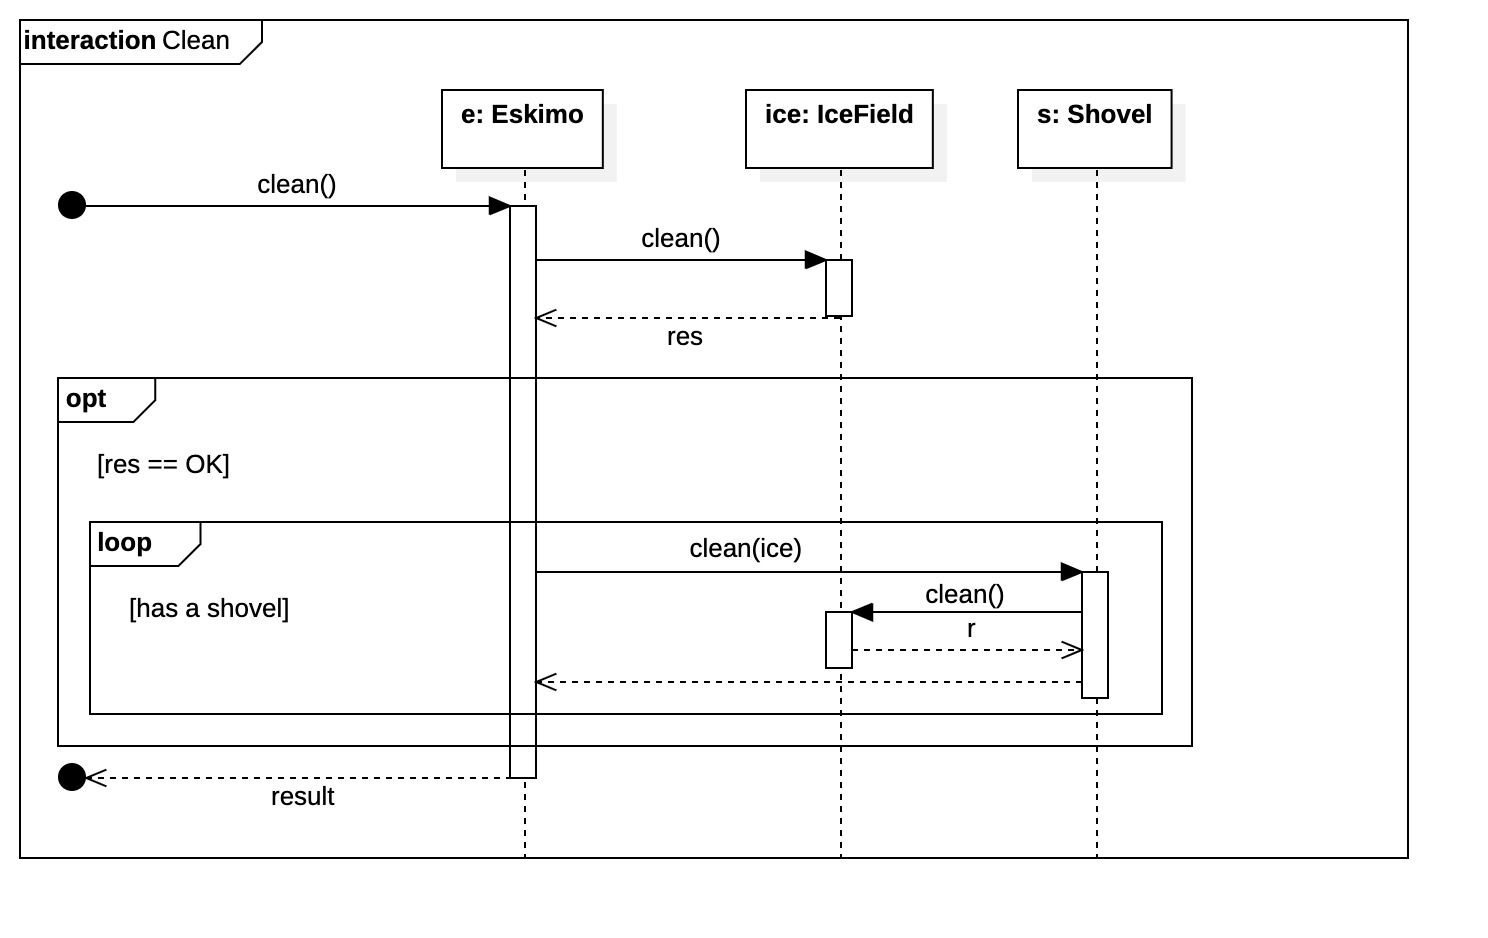 interaction Clean
e: Eskimo
ice: IceField
s: Shovel
clean()
clean()
res
opt
[res == OK]
loop
clean(ice)
[has a shovel]
clean()
r
result